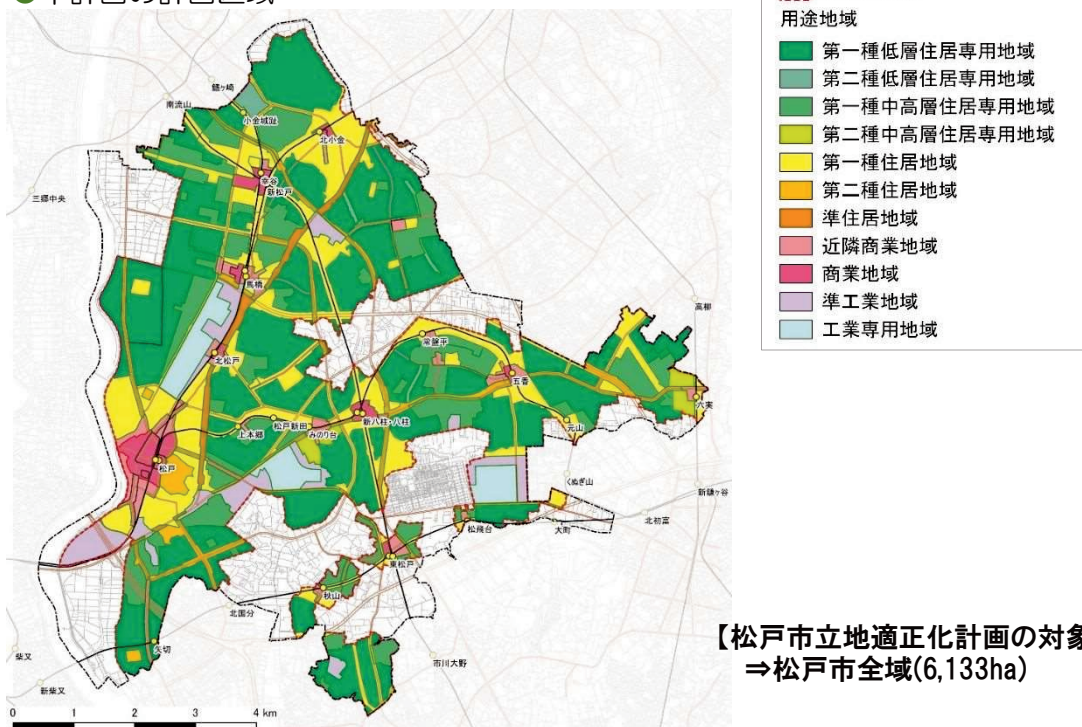 ●本計画の計画区域
用途地域
第一種低層住居専用地域
第二種低層住居専用地域
第一種中高層住居専用地域
第二種中高層住居専用地域
第一種住居地域
第二種住居地域
準住居地域
近隣商業地域
商業地域
準工業地域
工業専用地域
鰭ヶ崎
南流山
小金城趾
北小金
幸谷
新松戸
三郷中央
馬橋
高柳
北松戸
常盤平
五香
六実
元山
上本郷
松戸新田
みのり台
新八柱・八柱
松戸
くぬぎ山
新鎌ヶ谷
北初富
大町
松飛台
東松戸
秋山
北国分
矢切
市川大野
柴又
新柴又
0 1 2 3 4 km
【松戸市立地適正化計画の対象
⇒松戸市全域(6,133ha)